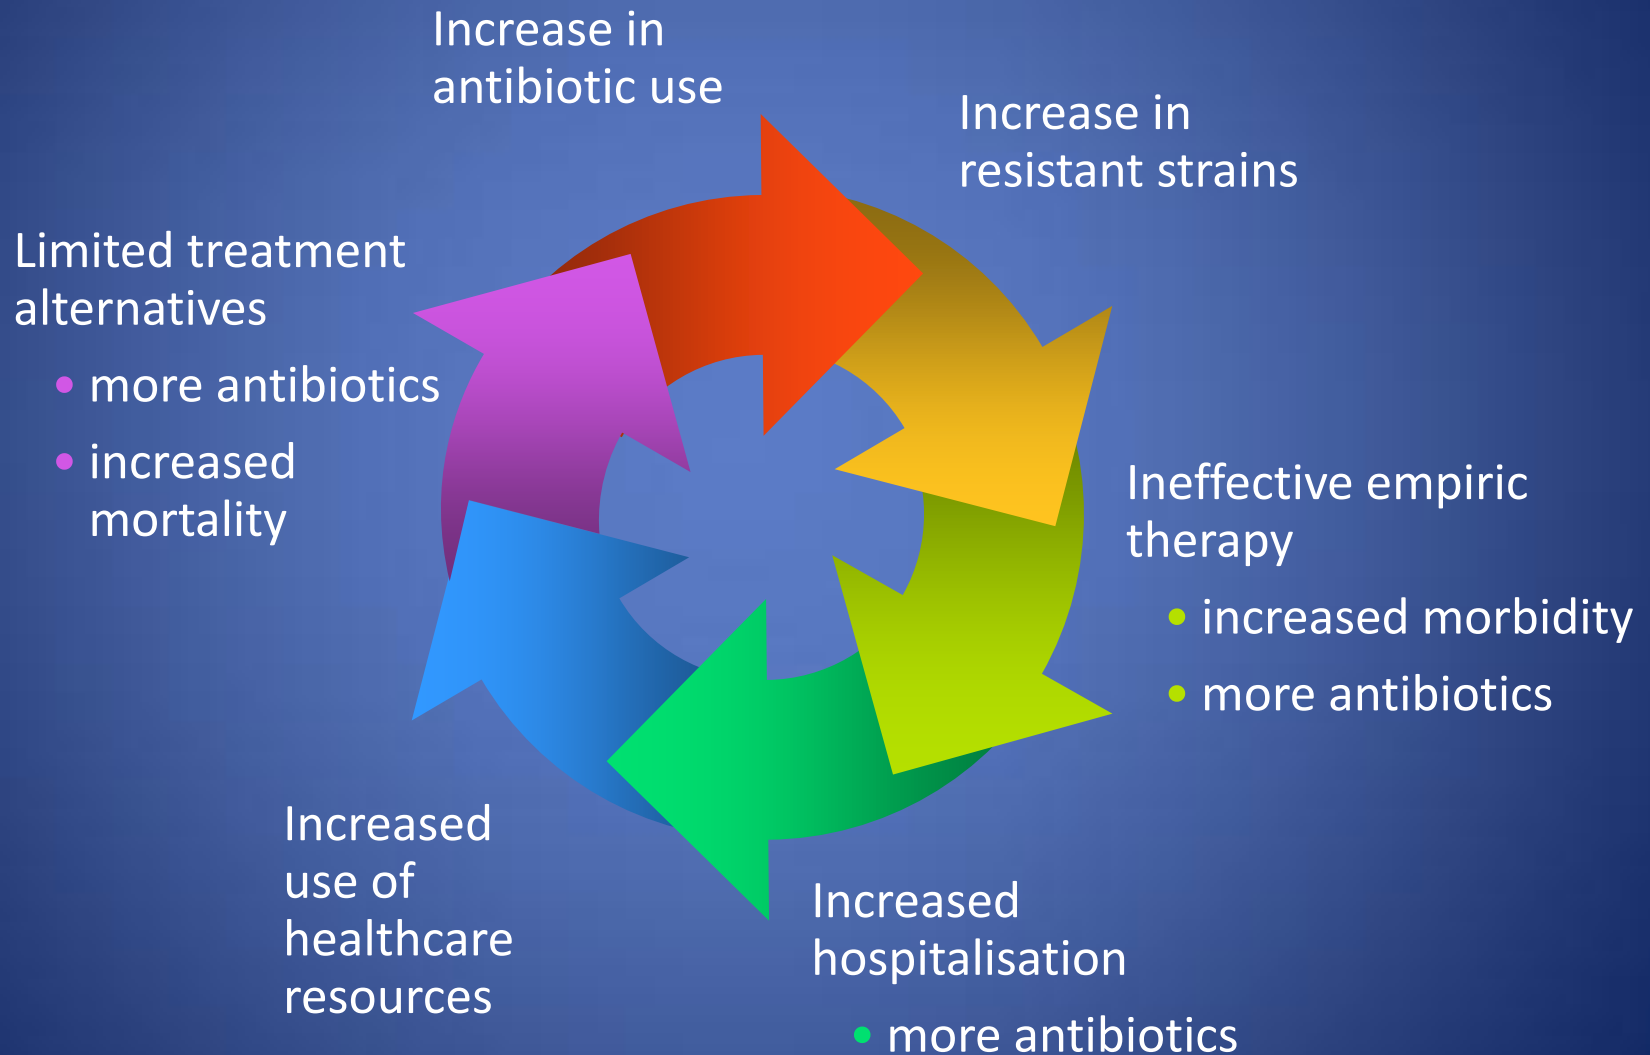 Increase in
antibiotic use
Increase in
resistant strains
Ineffective empiric
therapy
• increased morbidity
• more antibiotics
Increased
hospitalisation
• more antibiotics
Increased
use of
healthcare
resources
Limited treatment
alternatives
• more antibiotics
• increased
mortality